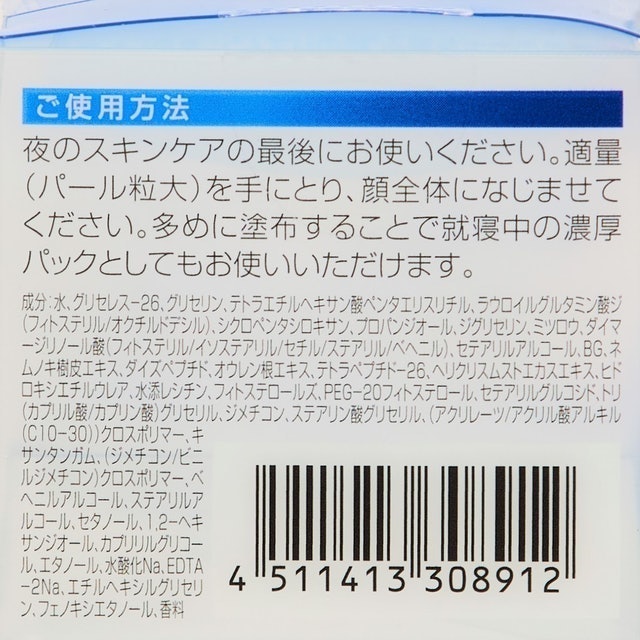 ご使用方法
夜のスキンケアの最後にお使いください。適量
(パール粒大)を手にとり、顔全体になじませて
ください。多めに塗布することで就寝中の濃厚
パックとしてもお使いいただけます。
成分:水、グリセレス-26、グリセリン、テトラエチルヘキサン酸ペンタエリスリチル、ラウロイルグルタミン酸ジ
(フィトステリル/オクチルドデシル)、シクロペンタシロキサン、プロパンジオール、ジグリセリン、ミツロウ、ダイマ
ージリノール酸(フィトステリル/イソステアリル/セチル/ステアリル/ベヘニル)、セテアリルアルコール、BG、ネ
ムノキ樹皮エキス、ダイズペプチド、オウレン根エキス、テトラペプチド-26、ヘリクリスムストエカスエキス、ヒド
ロキシエチルウレア、水添レシチン、フィトステロールズ、PEG-20フィトステロール、セテアリルグルコシド、トリ
(カプリル酸/カプリン酸)グリセリル、ジメチコン、ステアリン酸グリセリル、(アクリレーツ/アクリル酸アルキル
(C10-30))クロスポリマー、キ
サンタンガム、(ジメチコン/ビニ
ルジメチコン)クロスポリマー、ベ
ヘニルアルコール、ステアリルア
ルコール、セタノール、1,2-ヘキ
サンジオール、カプリリルグリコー
ル、エタノール、水酸化Na、EDTA
-2Na、エチルヘキシルグリセリ
ン、フェノキシエタノール、香料
4 511413 308912